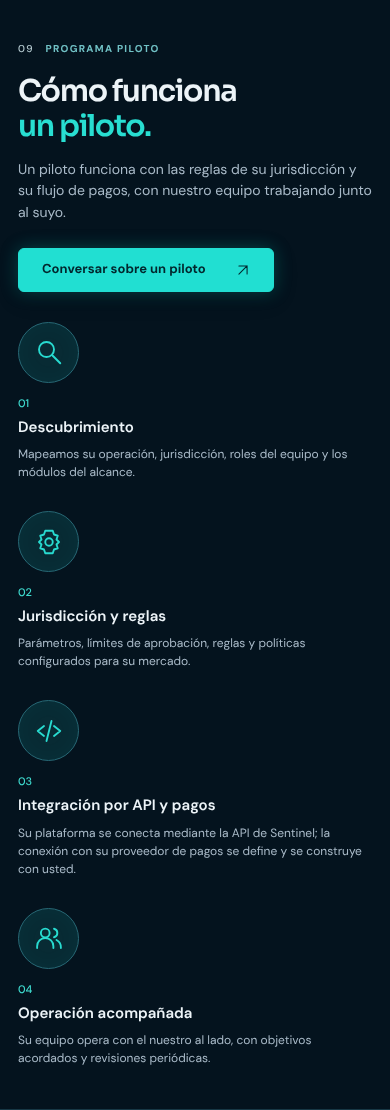 09 PROGRAMA PILOTO
Cómo funciona
un piloto.
Un piloto funciona con las reglas de su jurisdicción y
su flujo de pagos, con nuestro equipo trabajando junto
al suyo.
Conversar sobre un piloto
01
Descubrimiento
Mapeamos su operación, jurisdicción, roles del equipo y los
módulos del alcance.
02
Jurisdicción y reglas
Parámetros, límites de aprobación, reglas y políticas
configurados para su mercado.
03
Integración por API y pagos
Su plataforma se conecta mediante la API de Sentinel; la
conexión con su proveedor de pagos se define y se construye
con usted.
04
Operación acompañada
Su equipo opera con el nuestro al lado, con objetivos
acordados y revisiones periódicas.